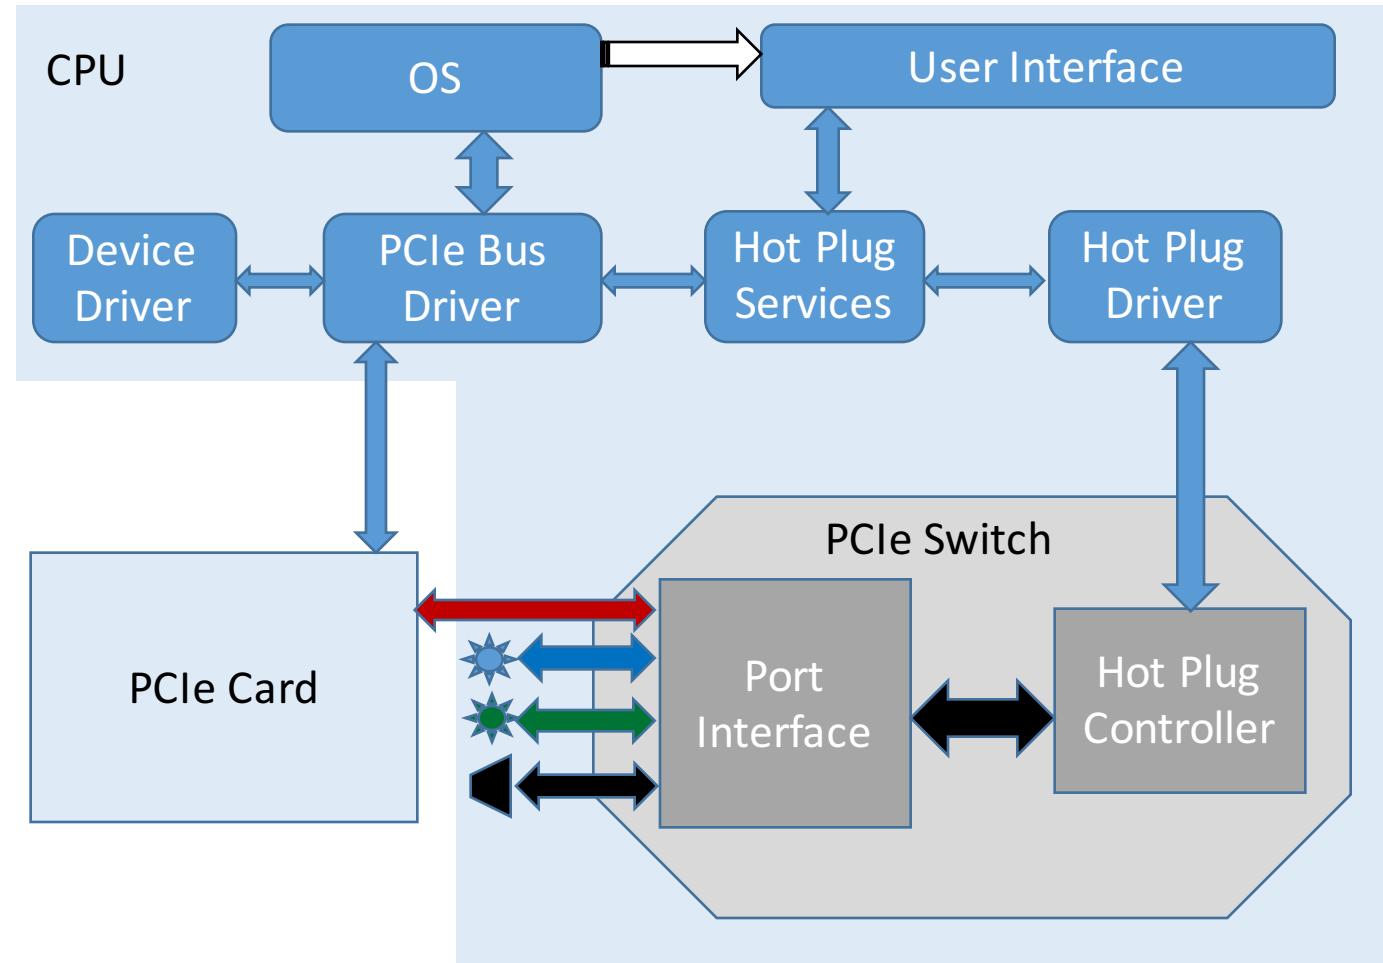 CPU
OS
User Interface
Device
Driver
PCIe Bus
Driver
Hot Plug
Services
Hot Plug
Driver
PCIe Switch
PCIe Card
Port
Interface
Hot Plug
Controller